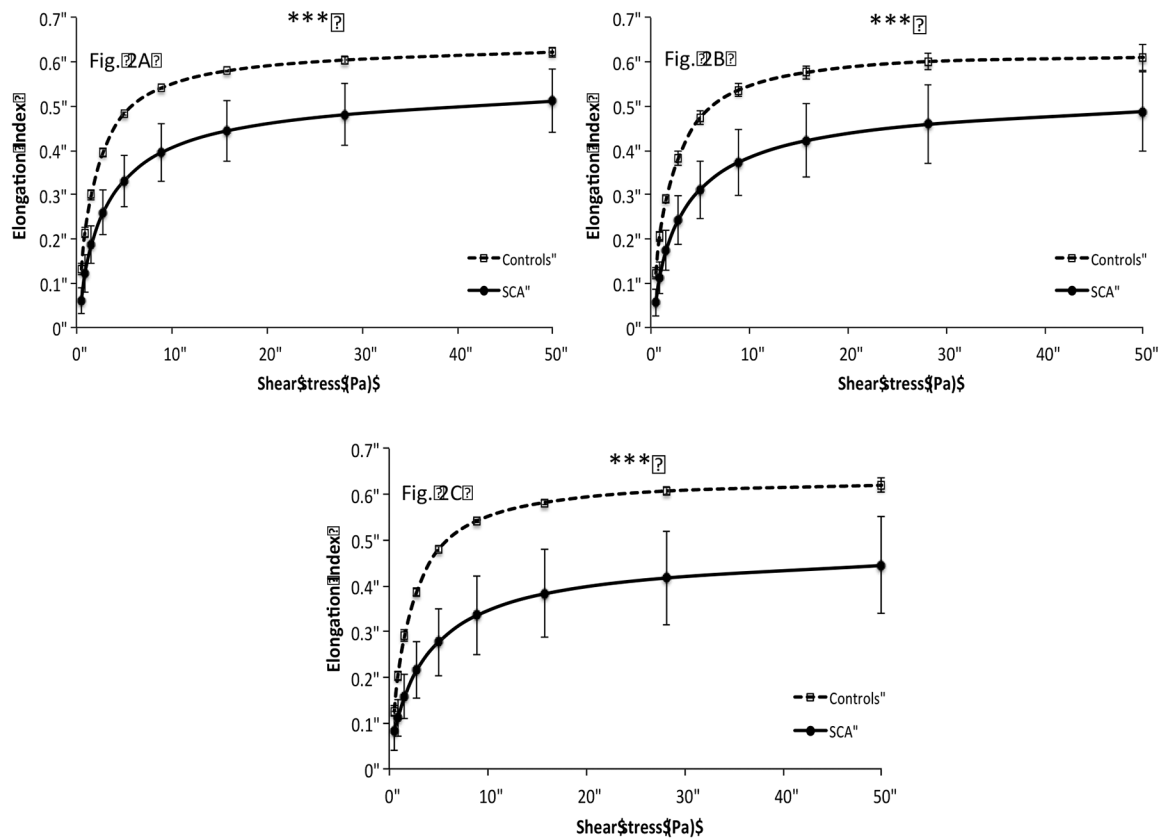 0.7"
***⍰
0.6"
Fig.⍰2A⍰
0.5"
0.4"
0.3"
0.2"
0.1"
0"
Elongation⍰Index⍰
Controls"
SCA"
0" 10" 20" 30" 40" 50"
Shear$stress$(Pa)$
0.7"
***⍰
0.6"
Fig.⍰2B⍰
0.5"
0.4"
0.3"
0.2"
0.1"
0"
Elongation⍰Index⍰
Controls"
SCA"
0" 10" 20" 30" 40" 50"
Shear$stress$(Pa)$
0.7"
***⍰
0.6"
Fig.⍰2C⍰
0.5"
0.4"
0.3"
0.2"
0.1"
0"
Elongation⍰Index⍰
Controls"
SCA"
0" 10" 20" 30" 40" 50"
Shear$stress$(Pa)$